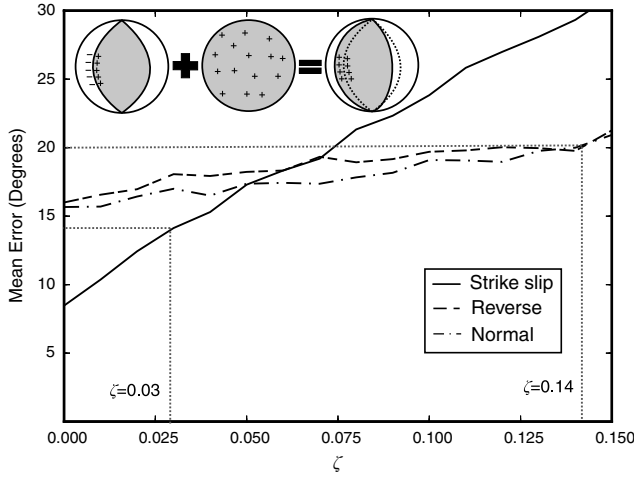 30
25
20
15
10
5
Mean Error (Degrees)
Strike slip
Reverse
Normal
ζ=0.03
ζ=0.14
0.000 0.025 0.050 0.075 0.100 0.125 0.150
ζ